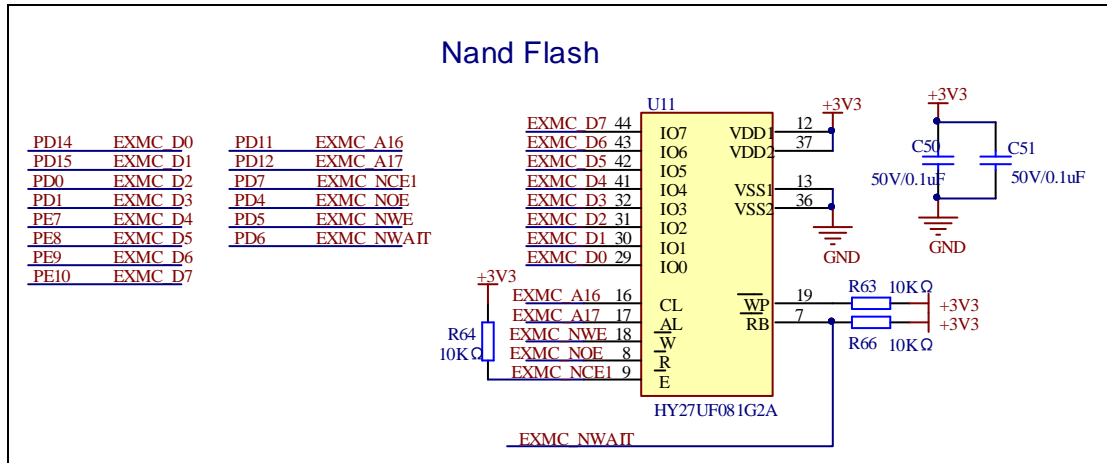 Nand Flash
PD14 EXMC_D0
PD15 EXMC_D1
PD0 EXMC_D2
PD1 EXMC_D3
PE7 EXMC_D4
PE8 EXMC_D5
PE9 EXMC_D6
PE10 EXMC_D7
PD11 EXMC_A16
PD12 EXMC_A17
PD7 EXMC_NCE1
PD4 EXMC_NOE
PD5 EXMC_NWE
PD6 EXMC_NWAIT
U11
EXMC_D7 44 IO7
EXMC_D6 43 IO6
EXMC_D5 42 IO5
EXMC_D4 41 IO4
EXMC_D3 32 IO3
EXMC_D2 31 IO2
EXMC_D1 30 IO1
EXMC_D0 29 IO0
EXMC_A16 16 CL
EXMC_A17 17 AL
EXMC_NWE 18 W
EXMC_NOE 8 R
EXMC_NCE1 9 E
+3V3
R64
10KΩ
VDD1 12
VDD2 37
+3V3
VSS1 13
VSS2 36
GND
WP 19 R63 10KΩ +3V3
RB 7 R66 10KΩ +3V3
HY27UF081G2A
EXMC_NWAIT
+3V3
C50
50V/0.1uF
C51
50V/0.1uF
GND